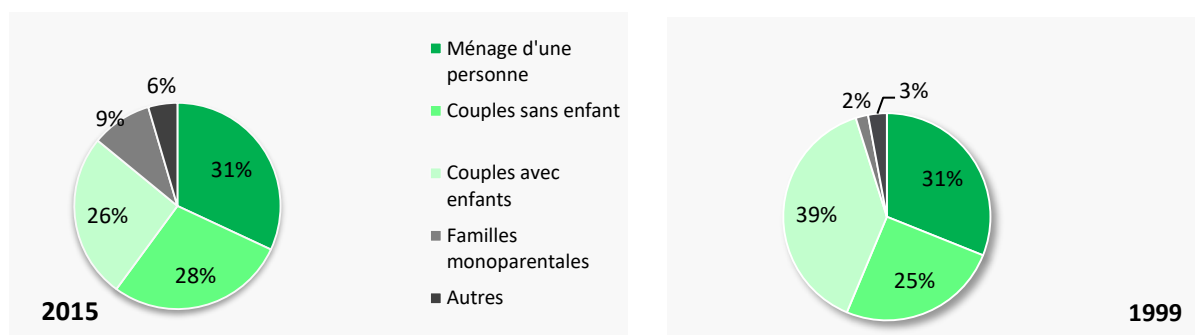 6%
9%
31%
26%
28%
2015
Ménage d'une
personne
Couples sans enfant
Couples avec
enfants
Familles
monoparentales
Autres
2%
3%
31%
39%
25%
1999